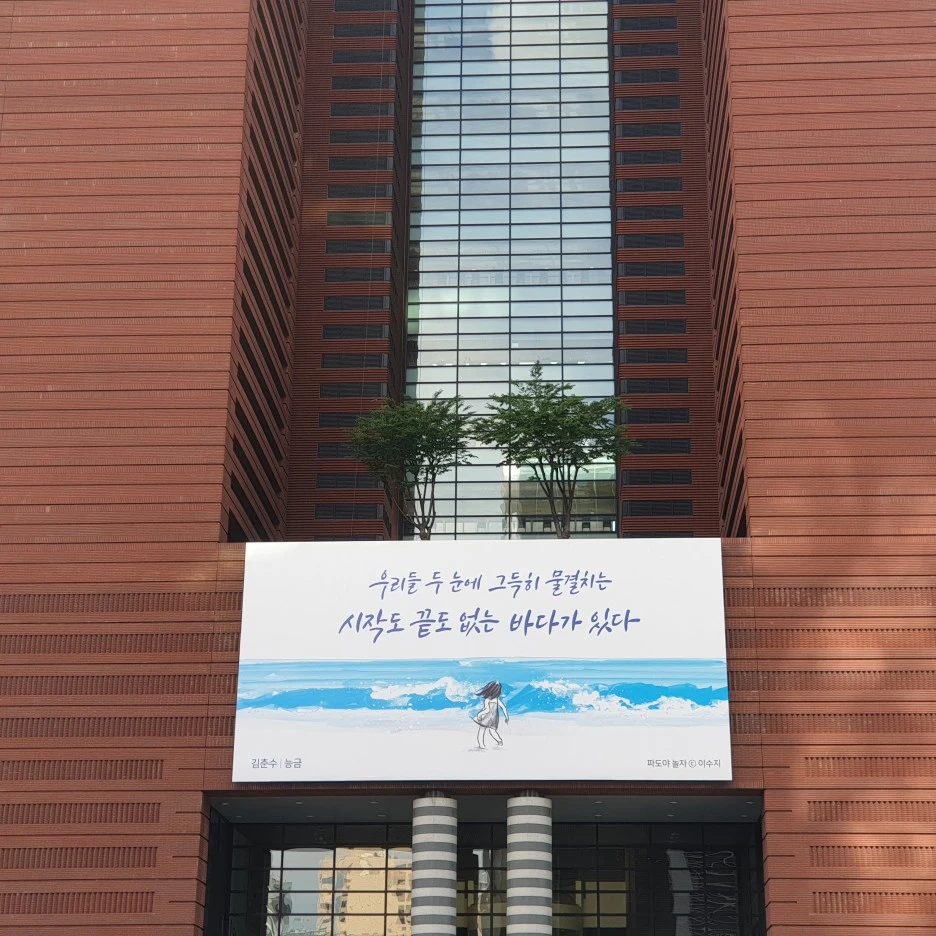 우리들 두 눈에 그득히 물결치는
시작도 끝도 없는 바다가 있다
김춘수 | 능금
파도야 놀자 ⓒ 이수지